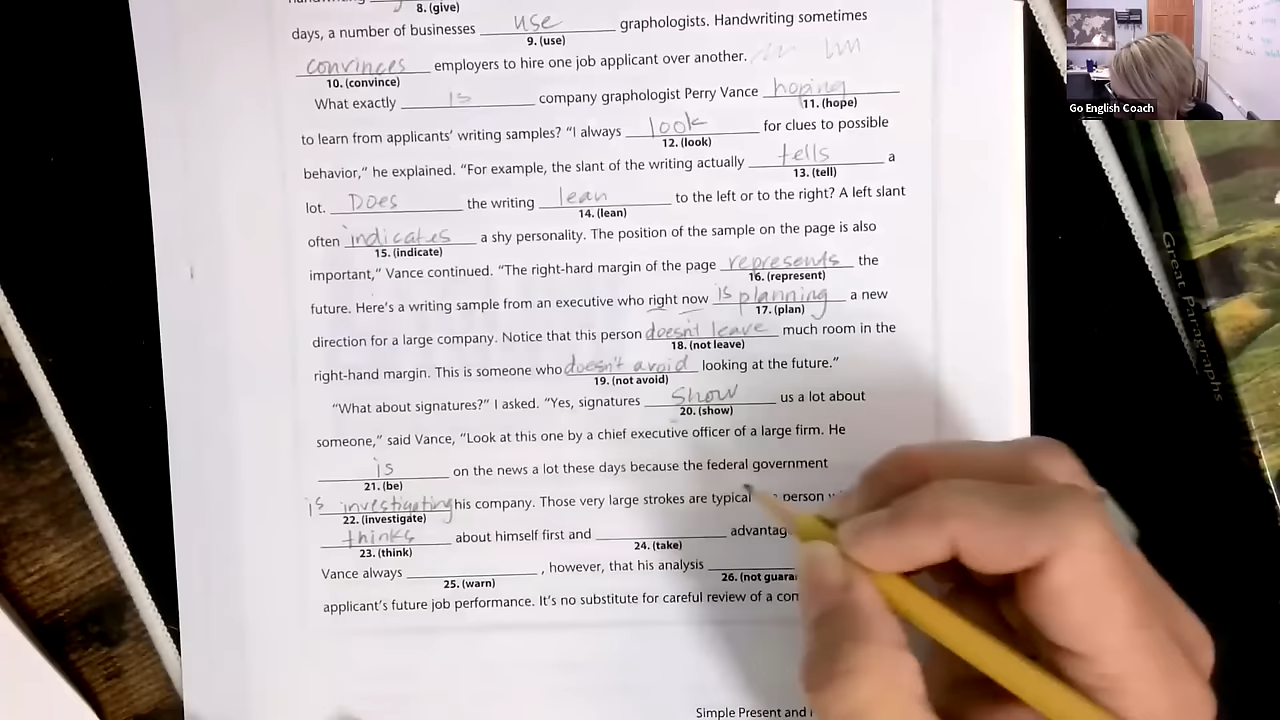 8. (give)
days, a number of businesses use graphologists. Handwriting sometimes
9. (use)
convinces employers to hire one job applicant over another.
10. (convince)
What exactly is company graphologist Perry Vance hoping
11. (hope)
to learn from applicants' writing samples? "I always look for clues to possible
12. (look)
behavior," he explained. "For example, the slant of the writing actually tells a
13. (tell)
lot. Does the writing lean to the left or to the right? A left slant
14. (lean)
often indicates a shy personality. The position of the sample on the page is also
15. (indicate)
important," Vance continued. "The right-hard margin of the page represents the
16. (represent)
future. Here's a writing sample from an executive who right now is planning a new
17. (plan)
direction for a large company. Notice that this person doesn't leave much room in the
18. (not leave)
right-hand margin. This is someone who doesn't avoid looking at the future."
19. (not avoid)
"What about signatures?" I asked. "Yes, signatures show us a lot about
20. (show)
someone," said Vance, "Look at this one by a chief executive officer of a large firm. He
is on the news a lot these days because the federal government
21. (be)
is investigating his company. Those very large strokes are typical person
22. (investigate)
thinks about himself first and advantag
23. (think) 24. (take)
Vance always , however, that his analysis
25. (warn) 26. (not guara
applicant's future job performance. It's no substitute for careful review of a com
Simple Present and
Go English Coach
Great Paragraphs